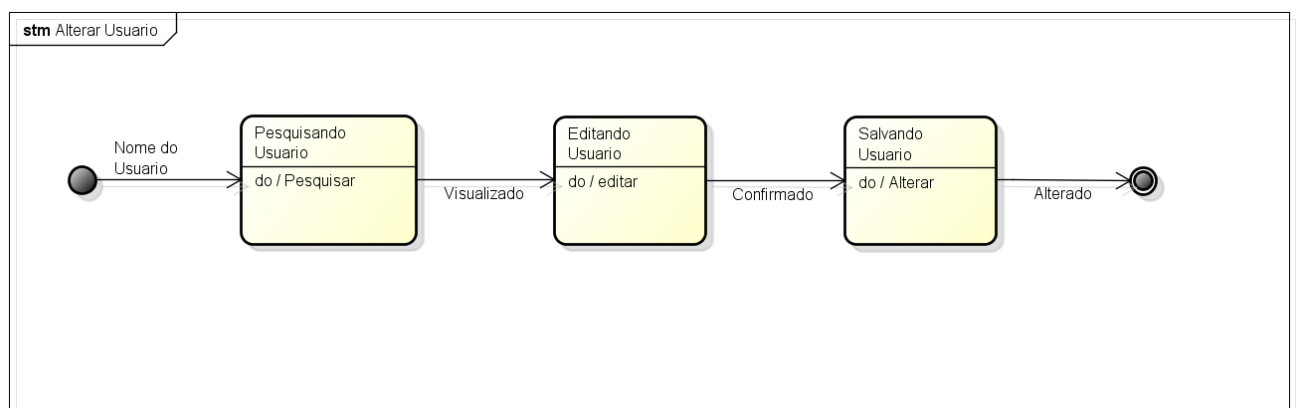 stm Alterar Usuario
Nome do
Usuario
Pesquisando
Usuario
do / Pesquisar
Visualizado
Editando
Usuario
do / editar
Confirmado
Salvando
Usuario
do / Alterar
Alterado